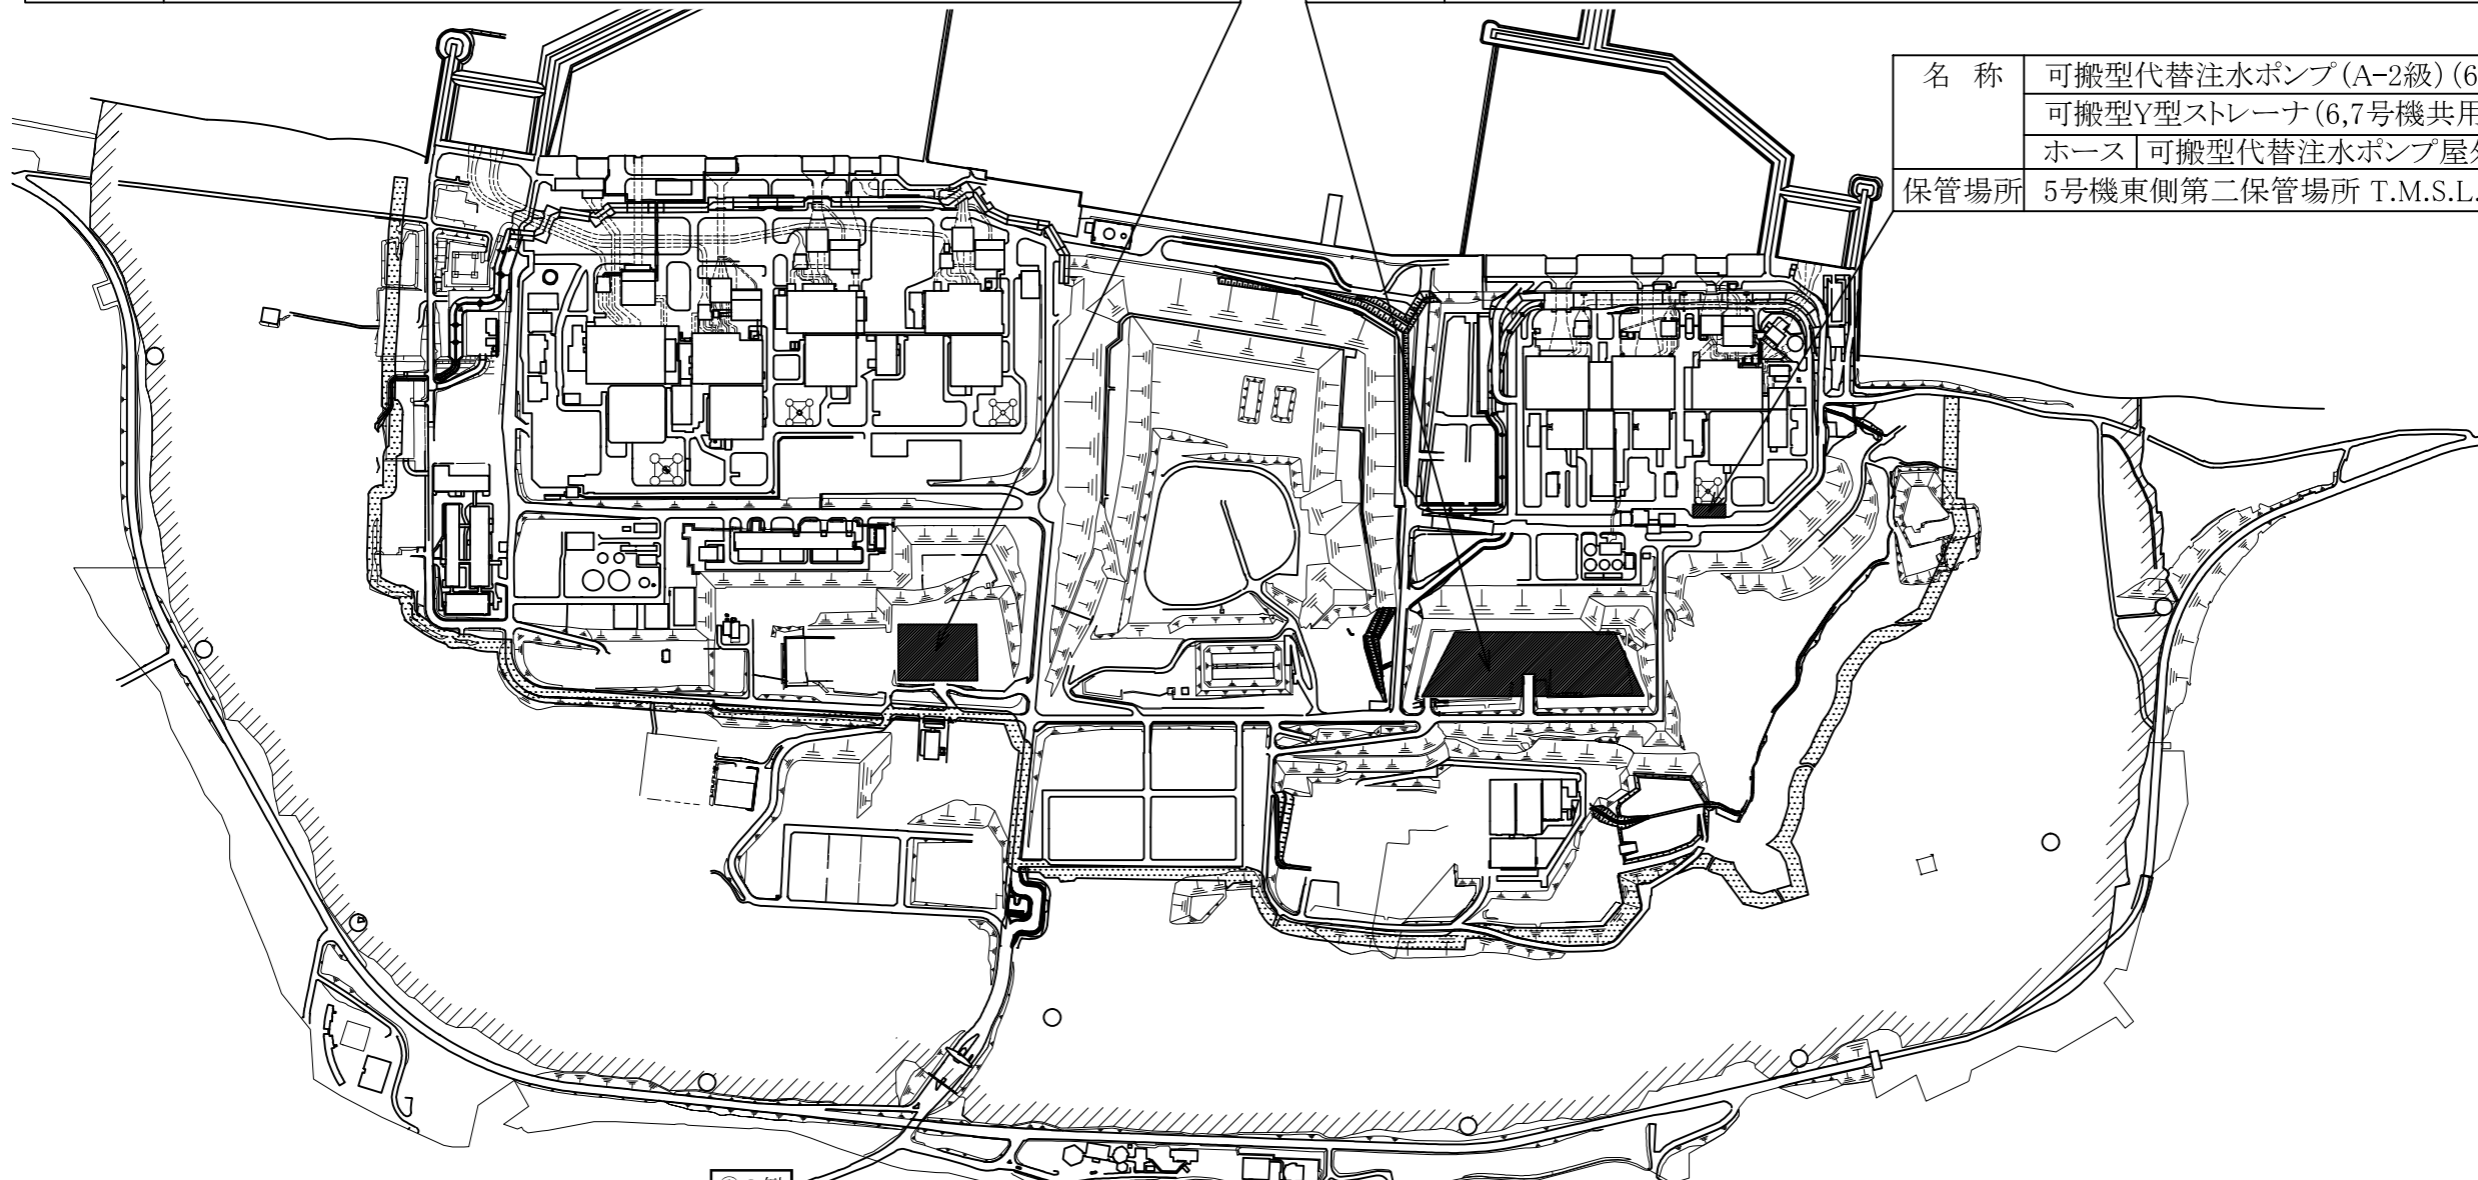 名 称 可搬型代替注水ポンプ(A-2級)(6
可搬型Y型ストレーナ(6,7号機共用
ホース 可搬型代替注水ポンプ屋
保管場所 5号機東側第二保管場所 T.M.S.L.